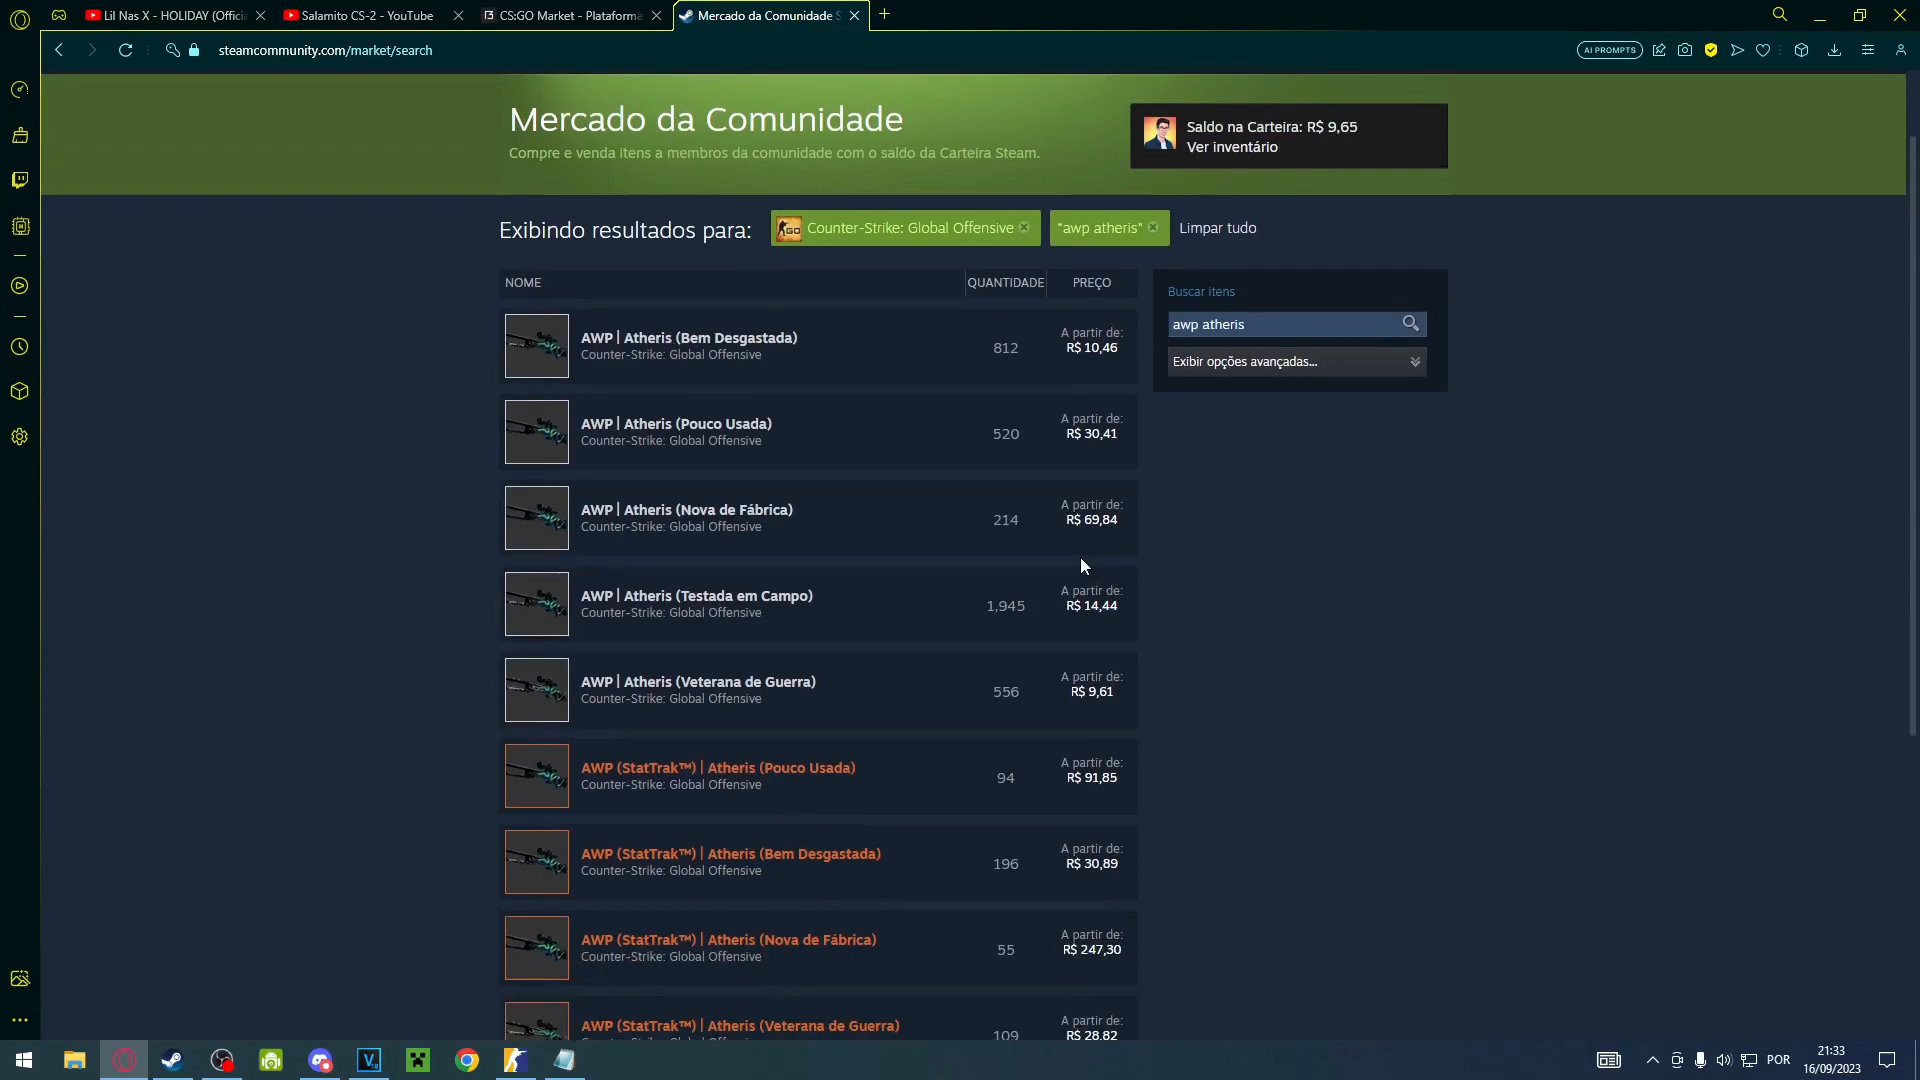 Lil Nas X - HOLIDAY (Officia
Salamito CS-2 - YouTube
CS:GO Market - Plataforma
Mercado da Comunidade S
steamcommunity.com/market/search
AI PROMPTS
Mercado da Comunidade
Compre e venda itens a membros da comunidade com o saldo da Carteira Steam.
Saldo na Carteira: R$ 9,65
Ver inventário
Exibindo resultados para:
Counter-Strike: Global Offensive
"awp atheris"
Limpar tudo
NOME
QUANTIDADE
PREÇO
Buscar itens
awp atheris
Exibir opções avançadas...
AWP | Atheris (Bem Desgastada)
Counter-Strike: Global Offensive
812
A partir de:
R$ 10,46
AWP | Atheris (Pouco Usada)
Counter-Strike: Global Offensive
520
A partir de:
R$ 30,41
AWP | Atheris (Nova de Fábrica)
Counter-Strike: Global Offensive
214
A partir de:
R$ 69,84
AWP | Atheris (Testada em Campo)
Counter-Strike: Global Offensive
1,945
A partir de:
R$ 14,44
AWP | Atheris (Veterana de Guerra)
Counter-Strike: Global Offensive
556
A partir de:
R$ 9,61
AWP (StatTrak™) | Atheris (Pouco Usada)
Counter-Strike: Global Offensive
94
A partir de:
R$ 91,85
AWP (StatTrak™) | Atheris (Bem Desgastada)
Counter-Strike: Global Offensive
196
A partir de:
R$ 30,89
AWP (StatTrak™) | Atheris (Nova de Fábrica)
Counter-Strike: Global Offensive
55
A partir de:
R$ 247,30
AWP (StatTrak™) | Atheris (Veterana de Guerra)
109
A partir de:
R$ 28,82
POR
21:33
16/09/2023